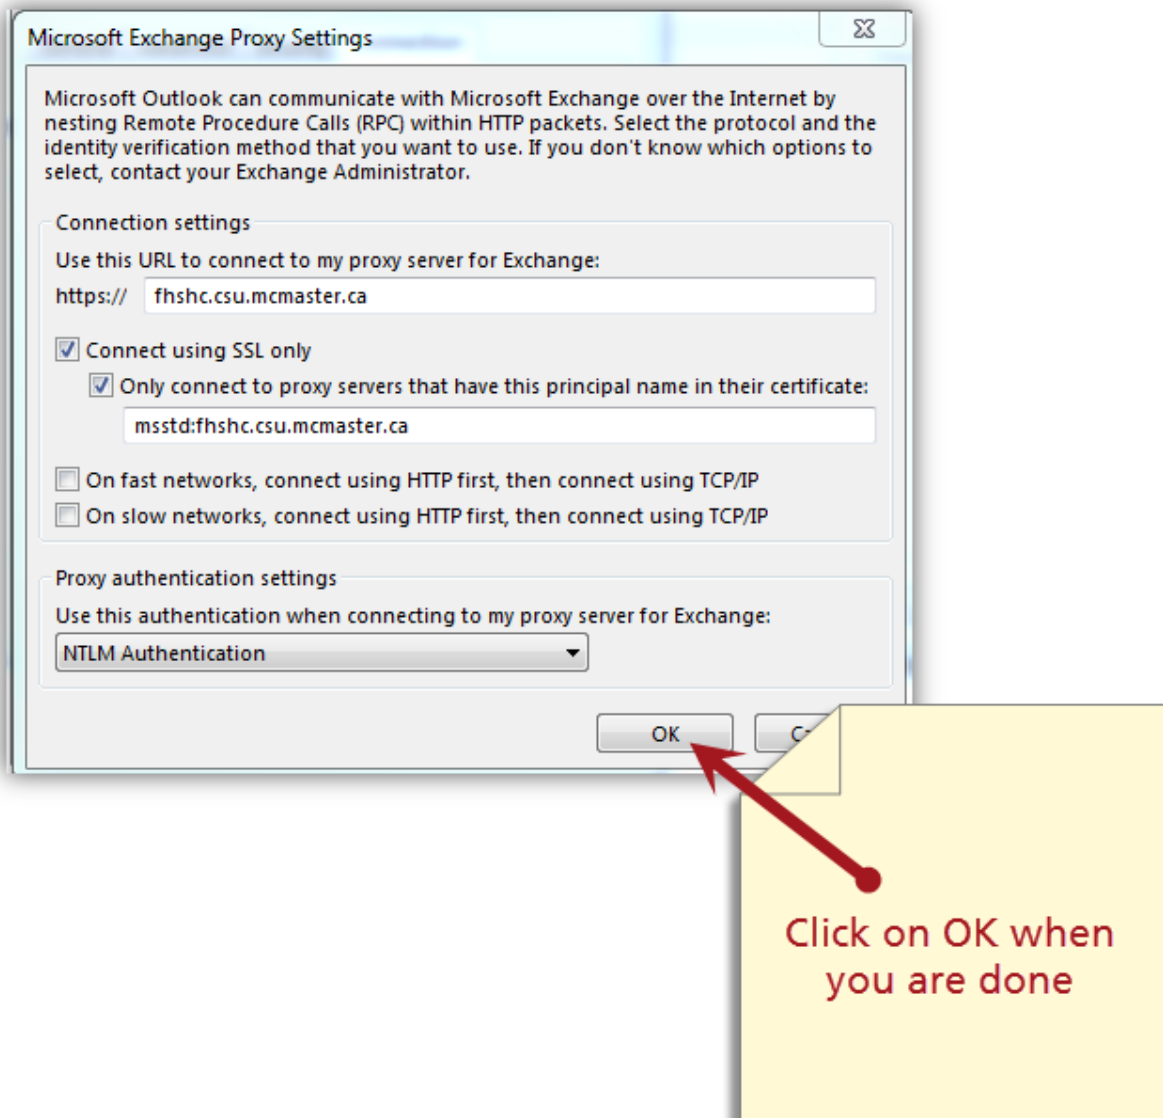 Microsoft Exchange Proxy Settings
Microsoft Outlook can communicate with Microsoft Exchange over the Internet by
nesting Remote Procedure Calls (RPC) within HTTP packets. Select the protocol and the
identity verification method that you want to use. If you don't know which options to
select, contact your Exchange Administrator.
Connection settings
Use this URL to connect to my proxy server for Exchange:
https:// fhshc.csu.mcmaster.ca
Connect using SSL only
Only connect to proxy servers that have this principal name in their certificate:
msstd:fhshc.csu.mcmaster.ca
On fast networks, connect using HTTP first, then connect using TCP/IP
On slow networks, connect using HTTP first, then connect using TCP/IP
Proxy authentication settings
Use this authentication when connecting to my proxy server for Exchange:
NTLM Authentication
OK
Click on OK when
you are done